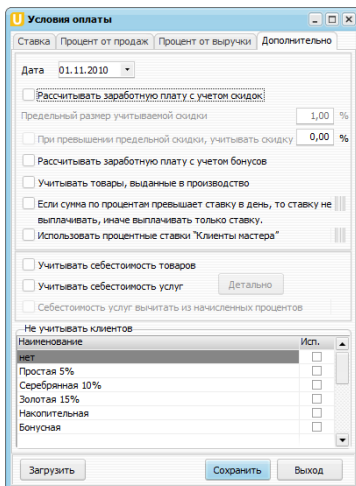 Условия оплаты
Ставка Процент от продаж Процент от выручки Дополнительно
Дата 01.11.2010
Рассчитывать заработную плату с учетом скидок
Предельный размер учитываемой скидки 1,00 %
При превышении предельной скидки, учитывать скидку 0,00 %
Рассчитывать заработную плату с учетом бонусов
Учитывать товары, выданные в производство
Если сумма по процентам превышает ставку в день, то ставку не
выплачивать, иначе выплачивать только ставку.
Использовать процентные ставки "Клиенты мастера"
Учитывать себестоимость товаров
Учитывать себестоимость услуг Детально
Себестоимость услуг вычитать из начисленных процентов
Не учитывать клиентов
Наименование Исп.
нет
Простая 5%
Серебрянная 10%
Золотая 15%
Накопительная
Бонусная
Загрузить Сохранить Выход